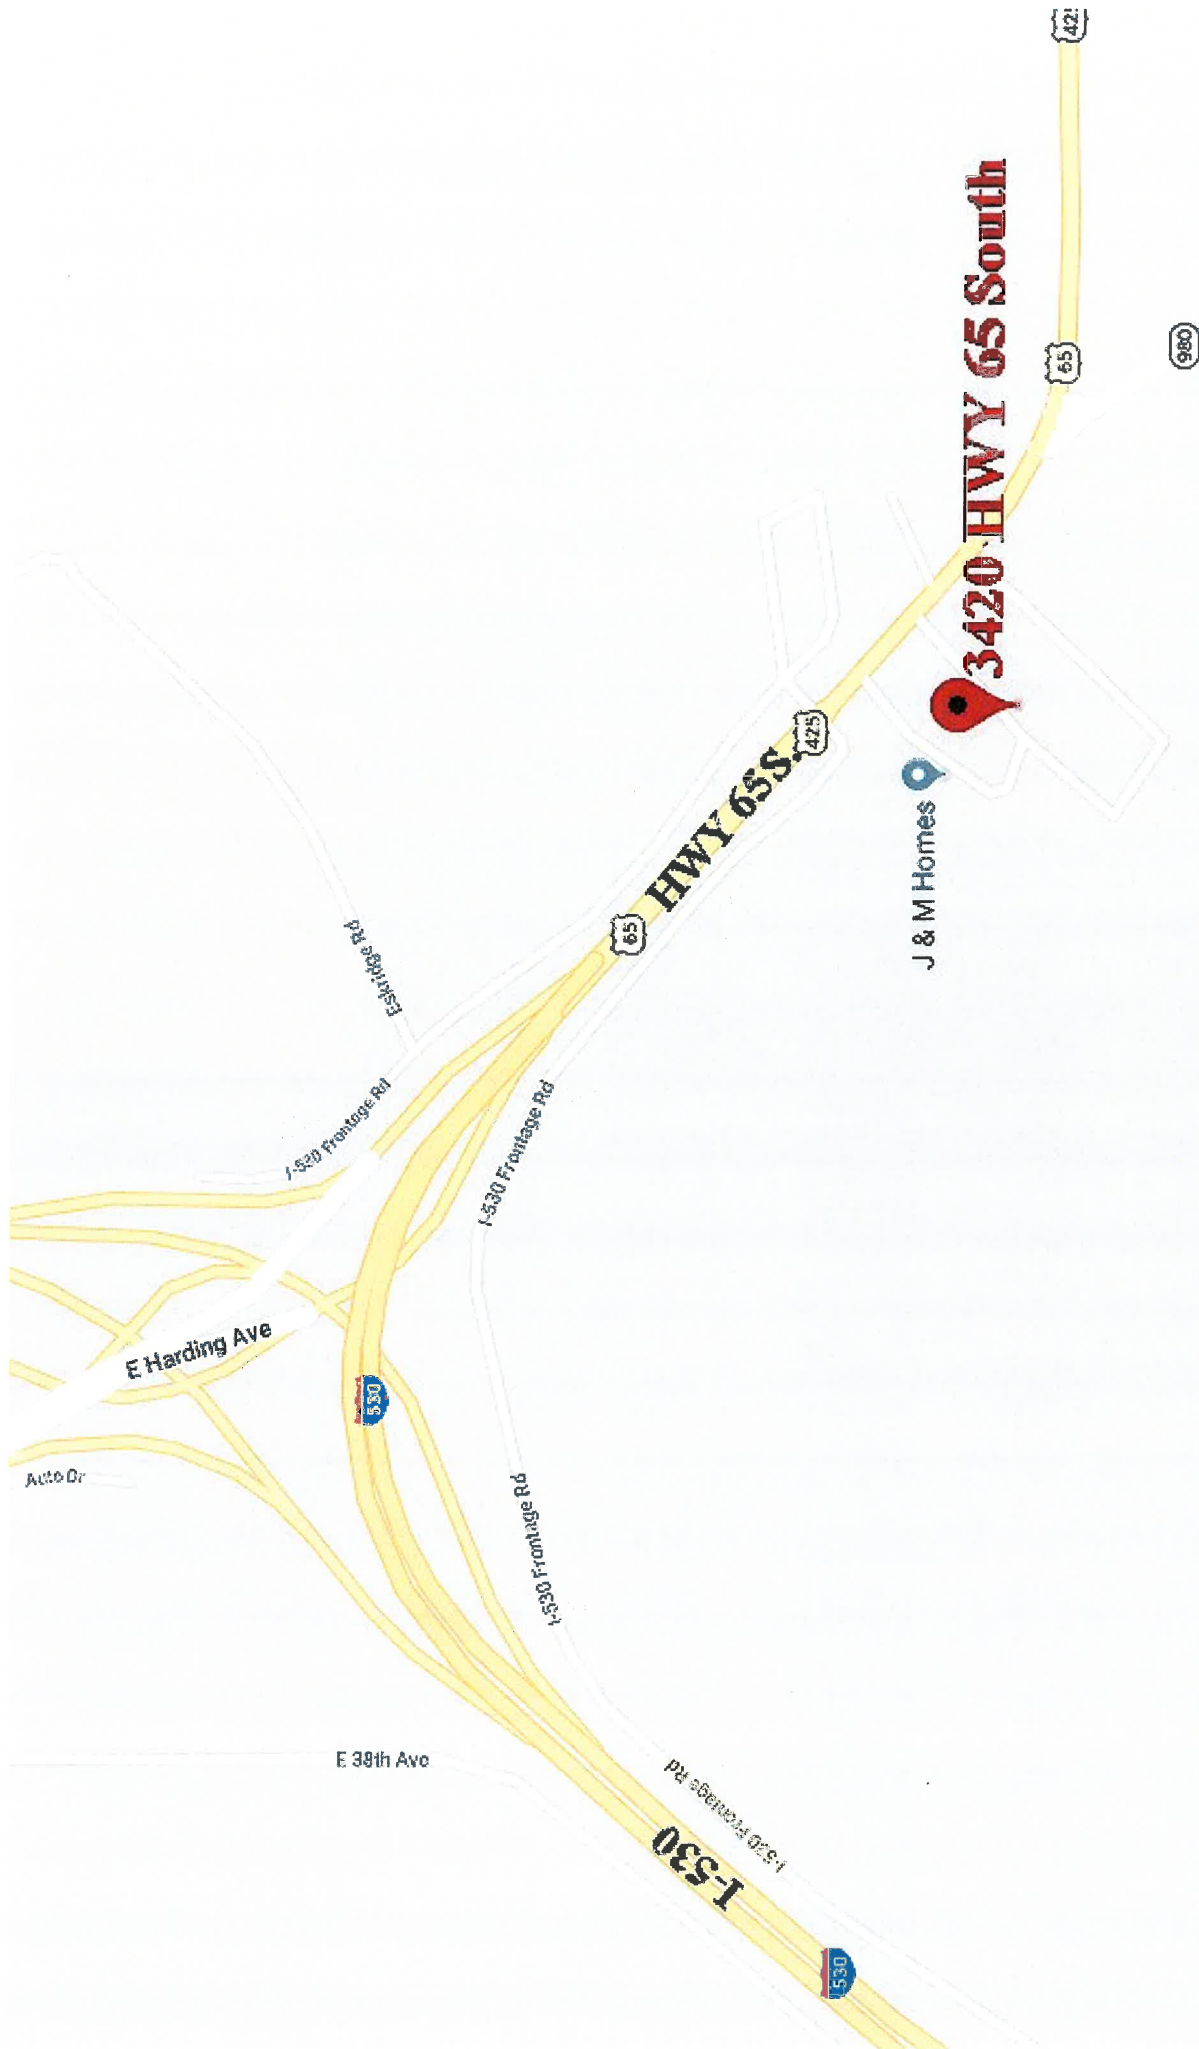 425
65
980
3420 HWY 65 South
425
HWY 65S.
65
J & M Homes
Eskridge Rd
I-530 Frontage Rd
I-530 Frontage Rd
E Harding Ave
530
Auto Dr
I-530 Frontage Rd
E 38th Ave
I-530 Frontage Rd
I-530
530